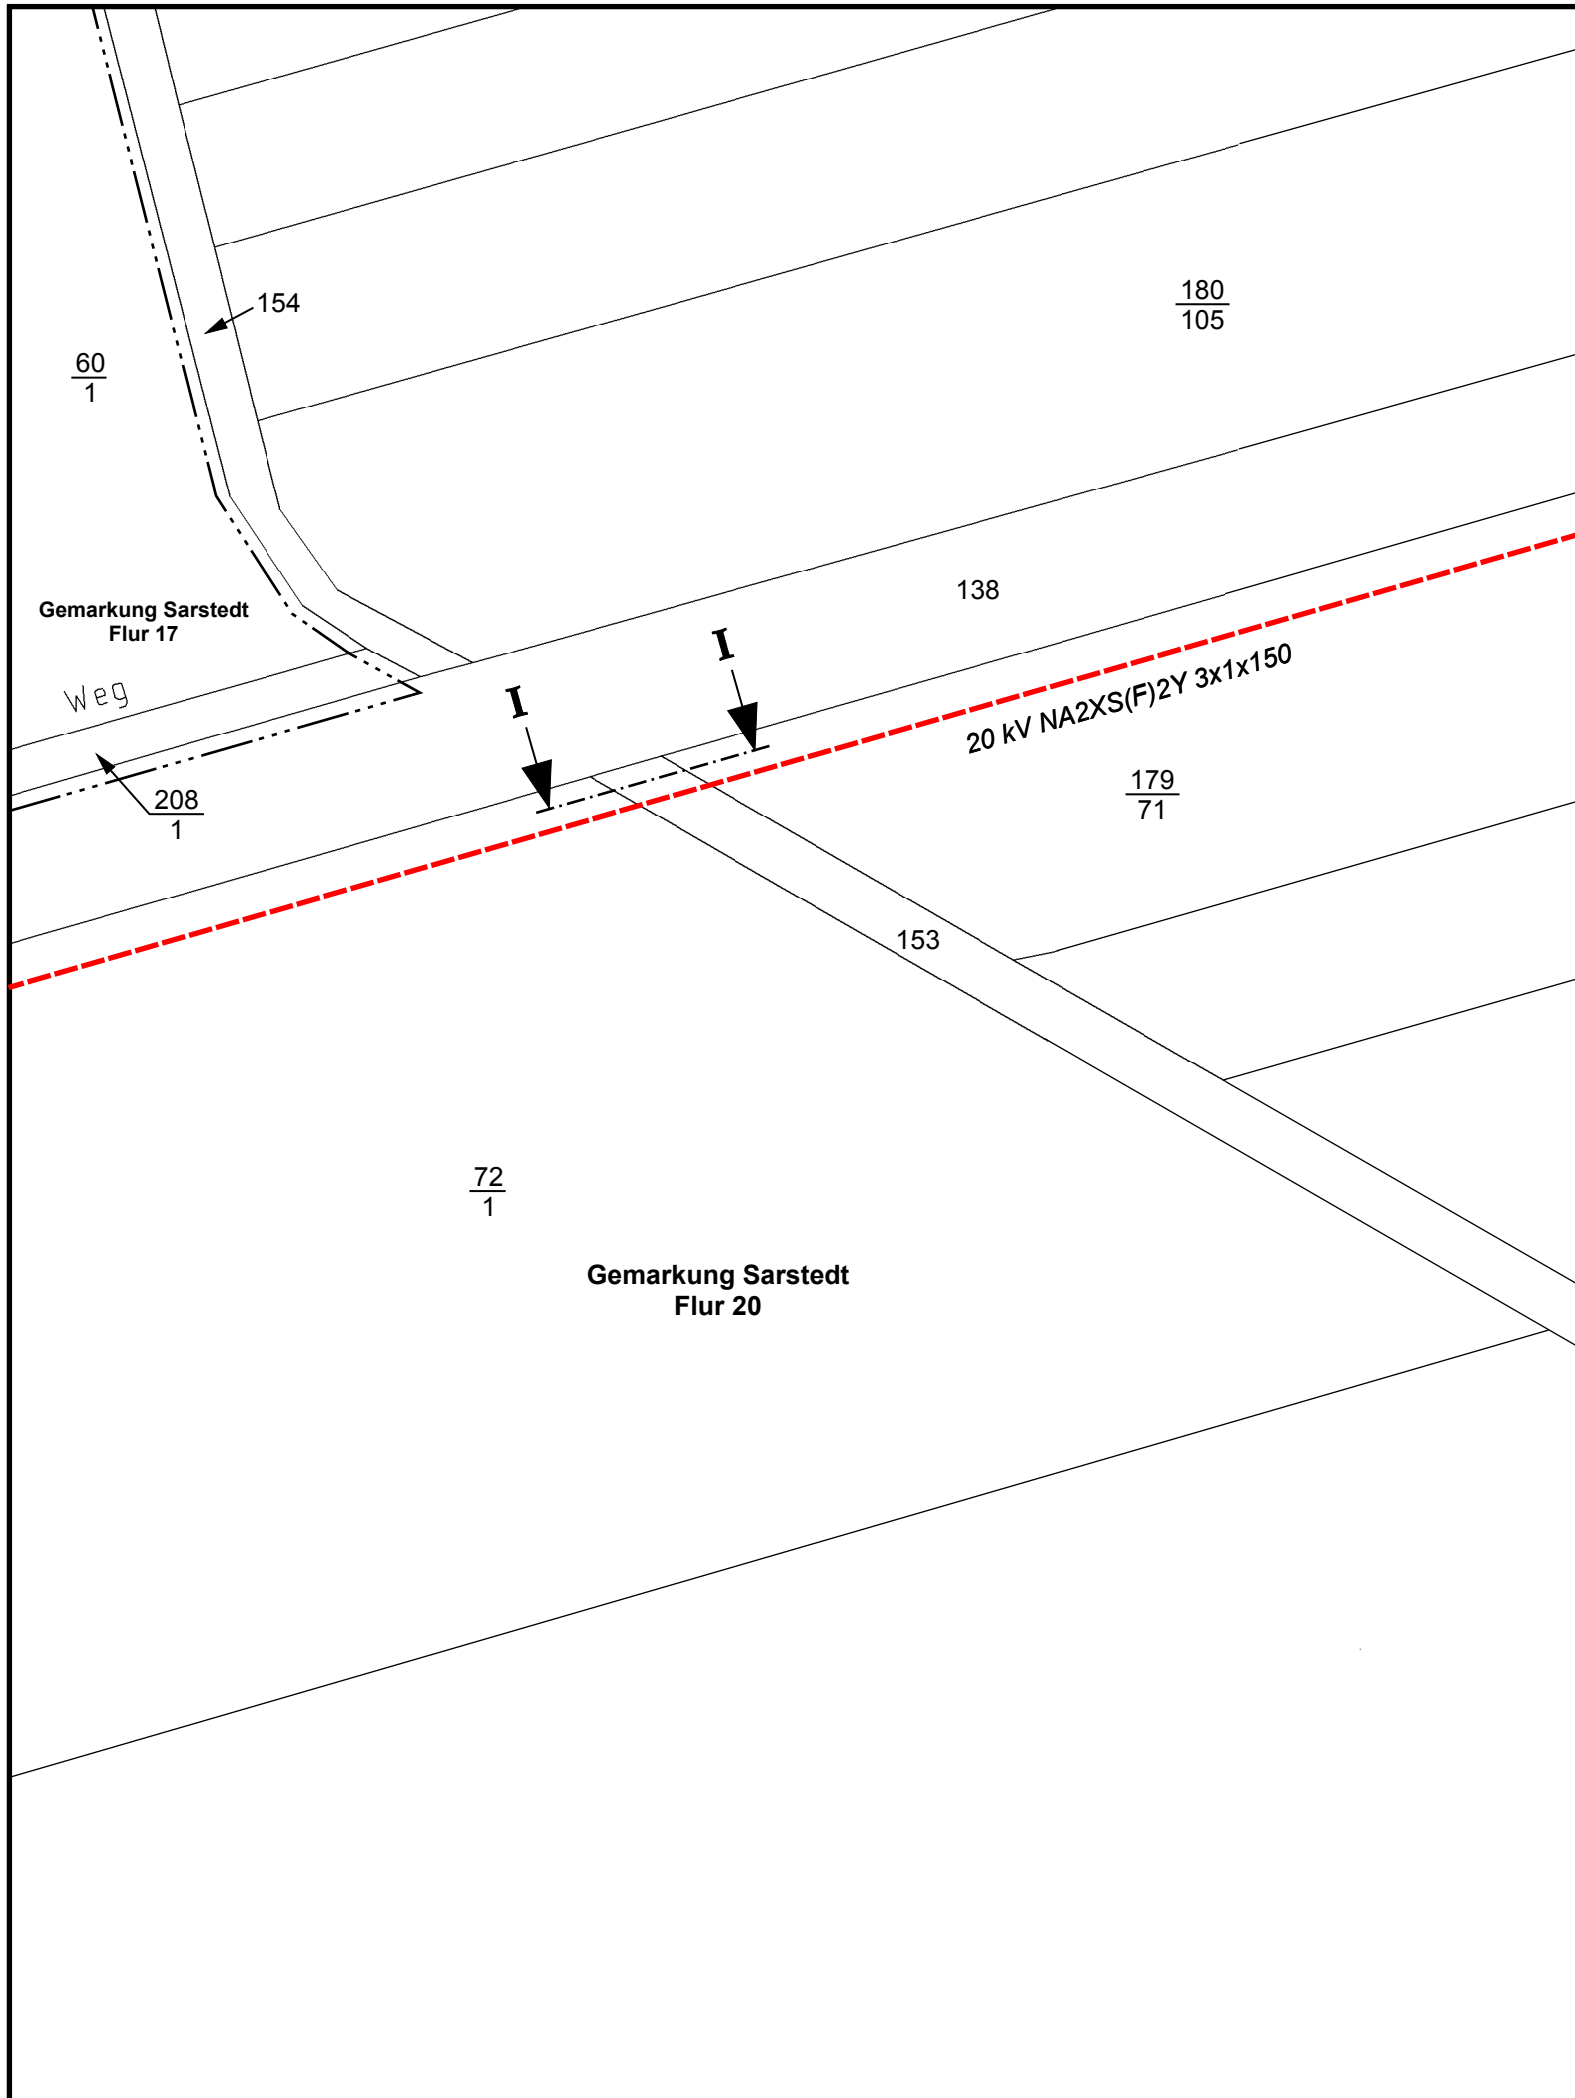 154
180
105
60
1
138
Gemarkung Sarstedt
Flur 17
I
Weg
I
20 kV NA2XS(F)2Y 3x1x150
179
71
208
1
153
72
1
Gemarkung Sarstedt
Flur 20